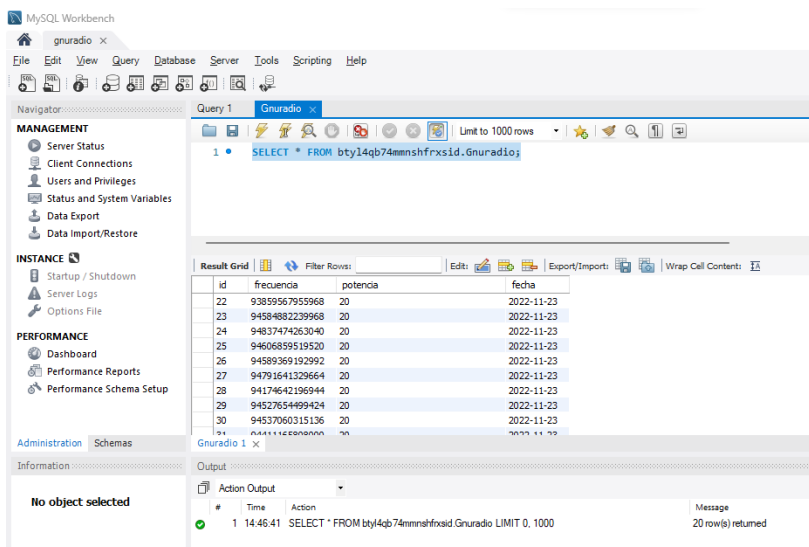 MySQL Workbench
gnuradio ×
File Edit View Query Database Server Tools Scripting Help
Navigator
MANAGEMENT
Server Status
Client Connections
Users and Privileges
Status and System Variables
Data Export
Data Import/Restore
INSTANCE
Startup / Shutdown
Server Logs
Options File
PERFORMANCE
Dashboard
Performance Reports
Performance Schema Setup
Administration Schemas
Information
No object selected
Query 1 Gnuradio ×
Limit to 1000 rows
1 SELECT * FROM btyl4qb74mmnshfrxsid.Gnuradio;
Result Grid Filter Rows: Edit: Export/Import: Wrap Cell Content:
id frecuencia potencia fecha
22 93859567955968 20 2022-11-23
23 94584882239968 20 2022-11-23
24 94837474263040 20 2022-11-23
25 94606859519520 20 2022-11-23
26 94589369192992 20 2022-11-23
27 94791641329664 20 2022-11-23
28 94174642196944 20 2022-11-23
29 94527654499424 20 2022-11-23
30 94537060315136 20 2022-11-23
31 94411165808000 20 2022-11-23
Gnuradio 1 ×
Output
Action Output
# Time Action Message
1 14:46:41 SELECT * FROM btyl4qb74mmnshfrxsid.Gnuradio LIMIT 0, 1000 20 row(s) returned